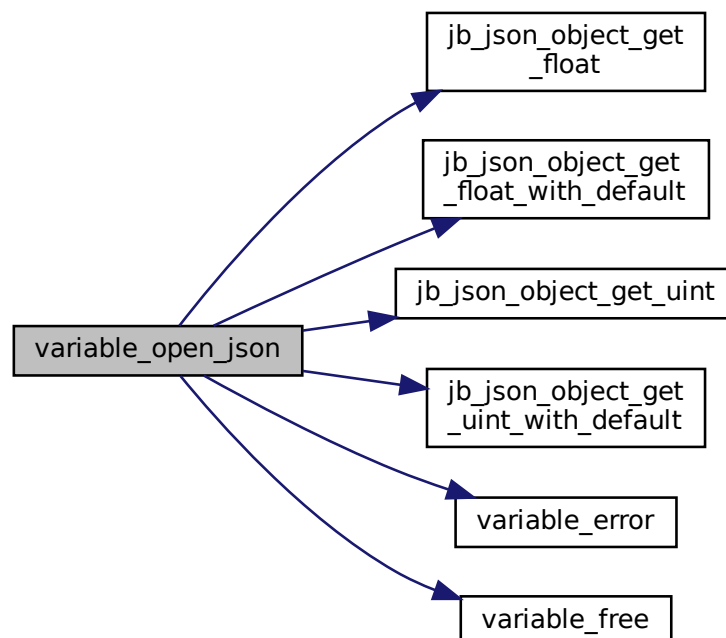 jb_json_object_get
_float
jb_json_object_get
_float_with_default
jb_json_object_get_uint
variable_open_json
jb_json_object_get
_uint_with_default
variable_error
variable_free